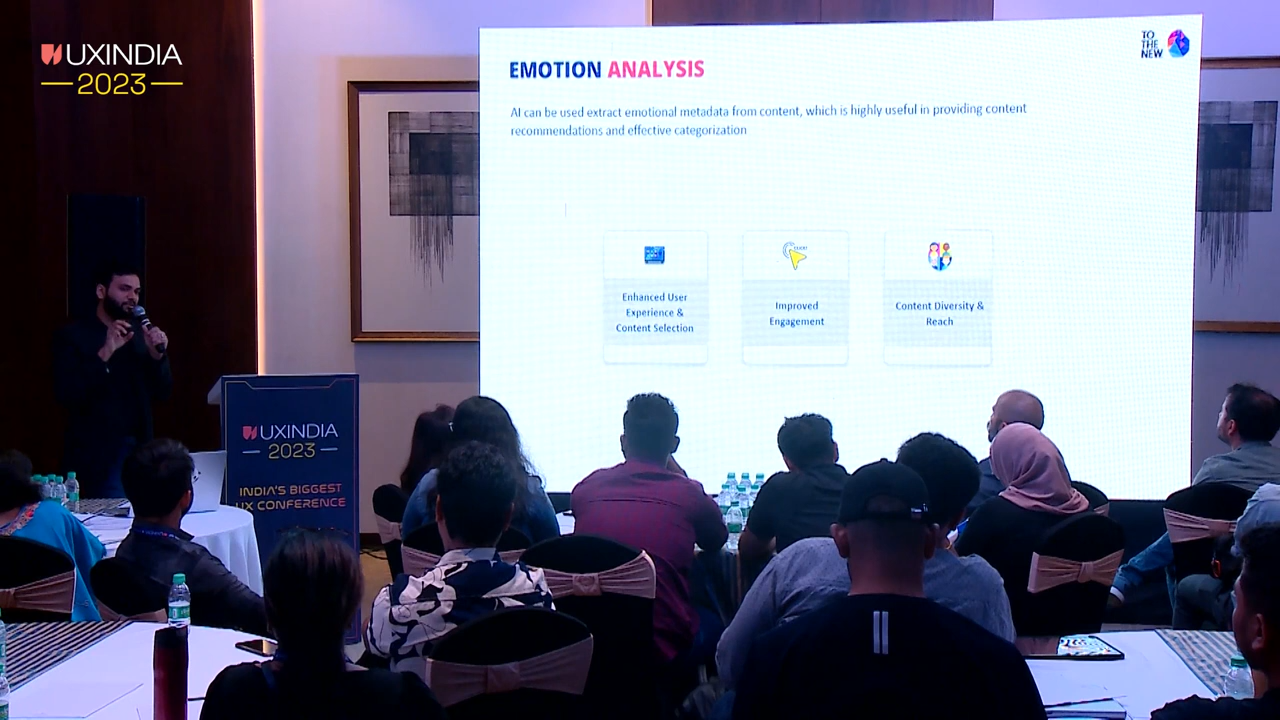 UXINDIA
2023
TO
THE
NEW
EMOTION ANALYSIS
AI can be used extract emotional metadata from content, which is highly useful in providing content
recommendations and effective categorization
Enhanced User
Experience &
Content Selection
Improved
Engagement
Content Diversity &
Reach
UXINDIA
2023
INDIA'S BIGGEST
UX CONFERENCE